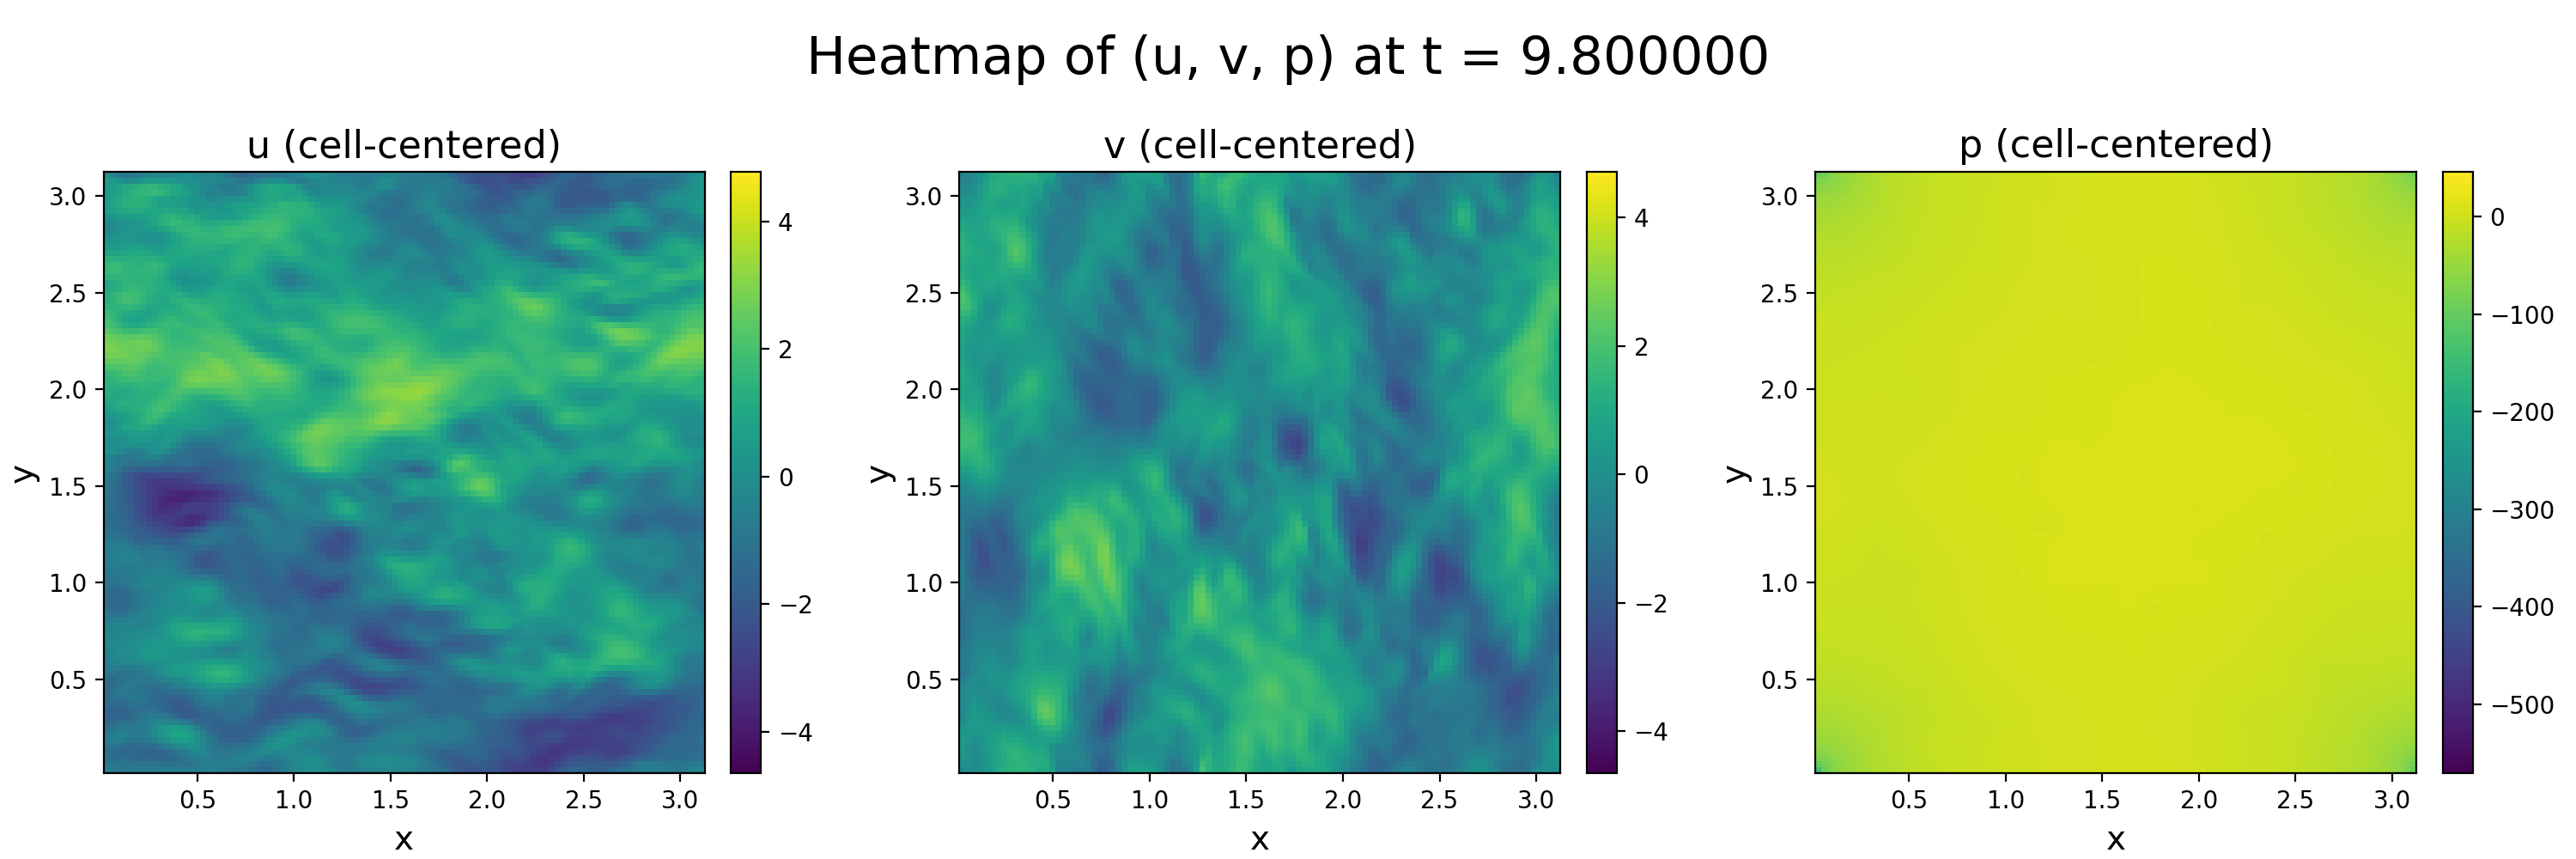 Heatmap of (u, v, p) at t = 9.800000
u (cell-centered)
y
3.0
2.5
2.0
1.5
1.0
0.5
0.5 1.0 1.5 2.0 2.5 3.0
x
4
2
0
−2
−4
v (cell-centered)
y
3.0
2.5
2.0
1.5
1.0
0.5
0.5 1.0 1.5 2.0 2.5 3.0
x
4
2
0
−2
−4
p (cell-centered)
y
3.0
2.5
2.0
1.5
1.0
0.5
0.5 1.0 1.5 2.0 2.5 3.0
x
0
−100
−200
−300
−400
−500